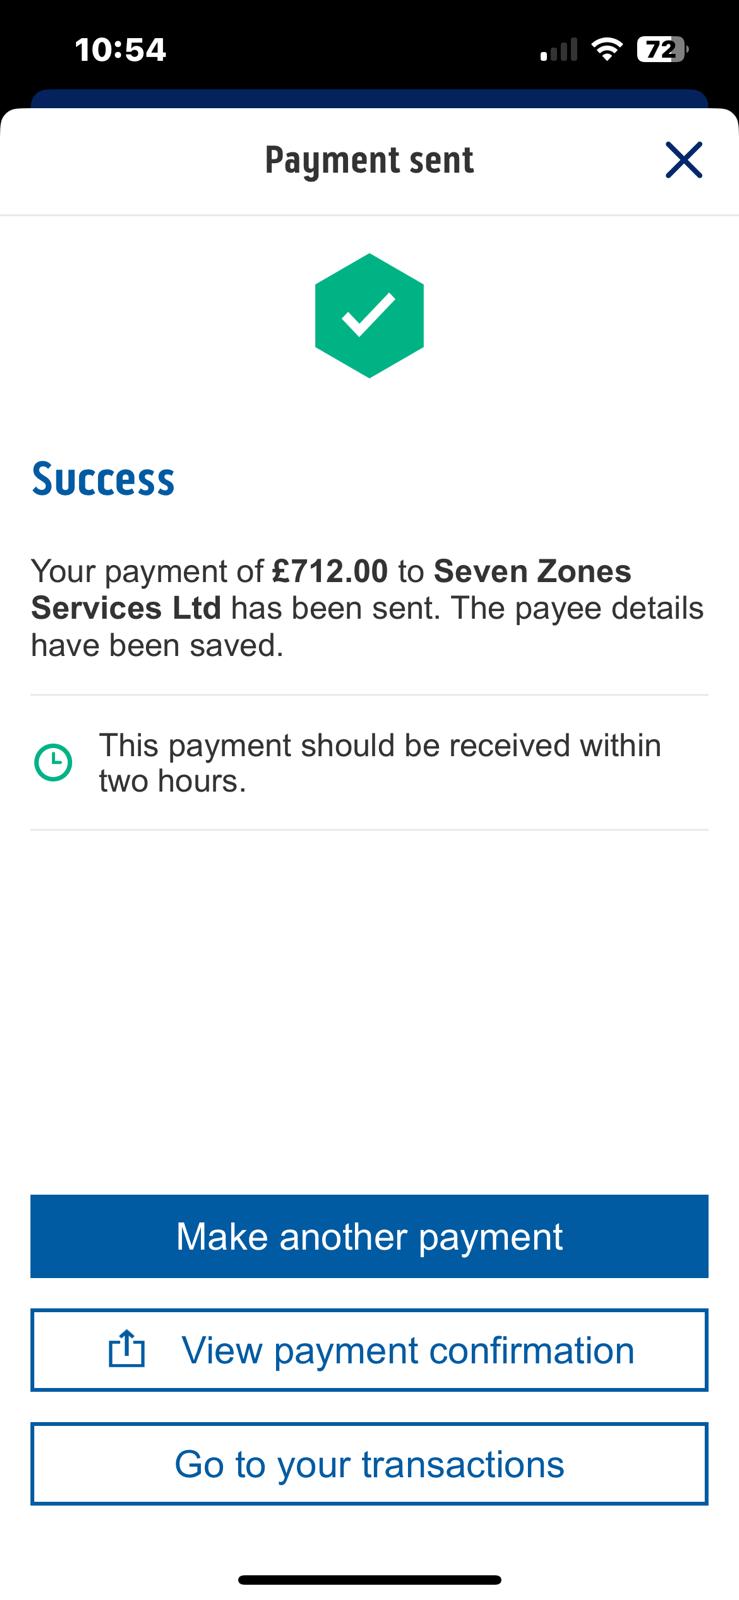 10:54
72
Payment sent
Success
Your payment of £712.00 to Seven Zones
Services Ltd has been sent. The payee details
have been saved.
This payment should be received within
two hours.
Make another payment
View payment confirmation
Go to your transactions